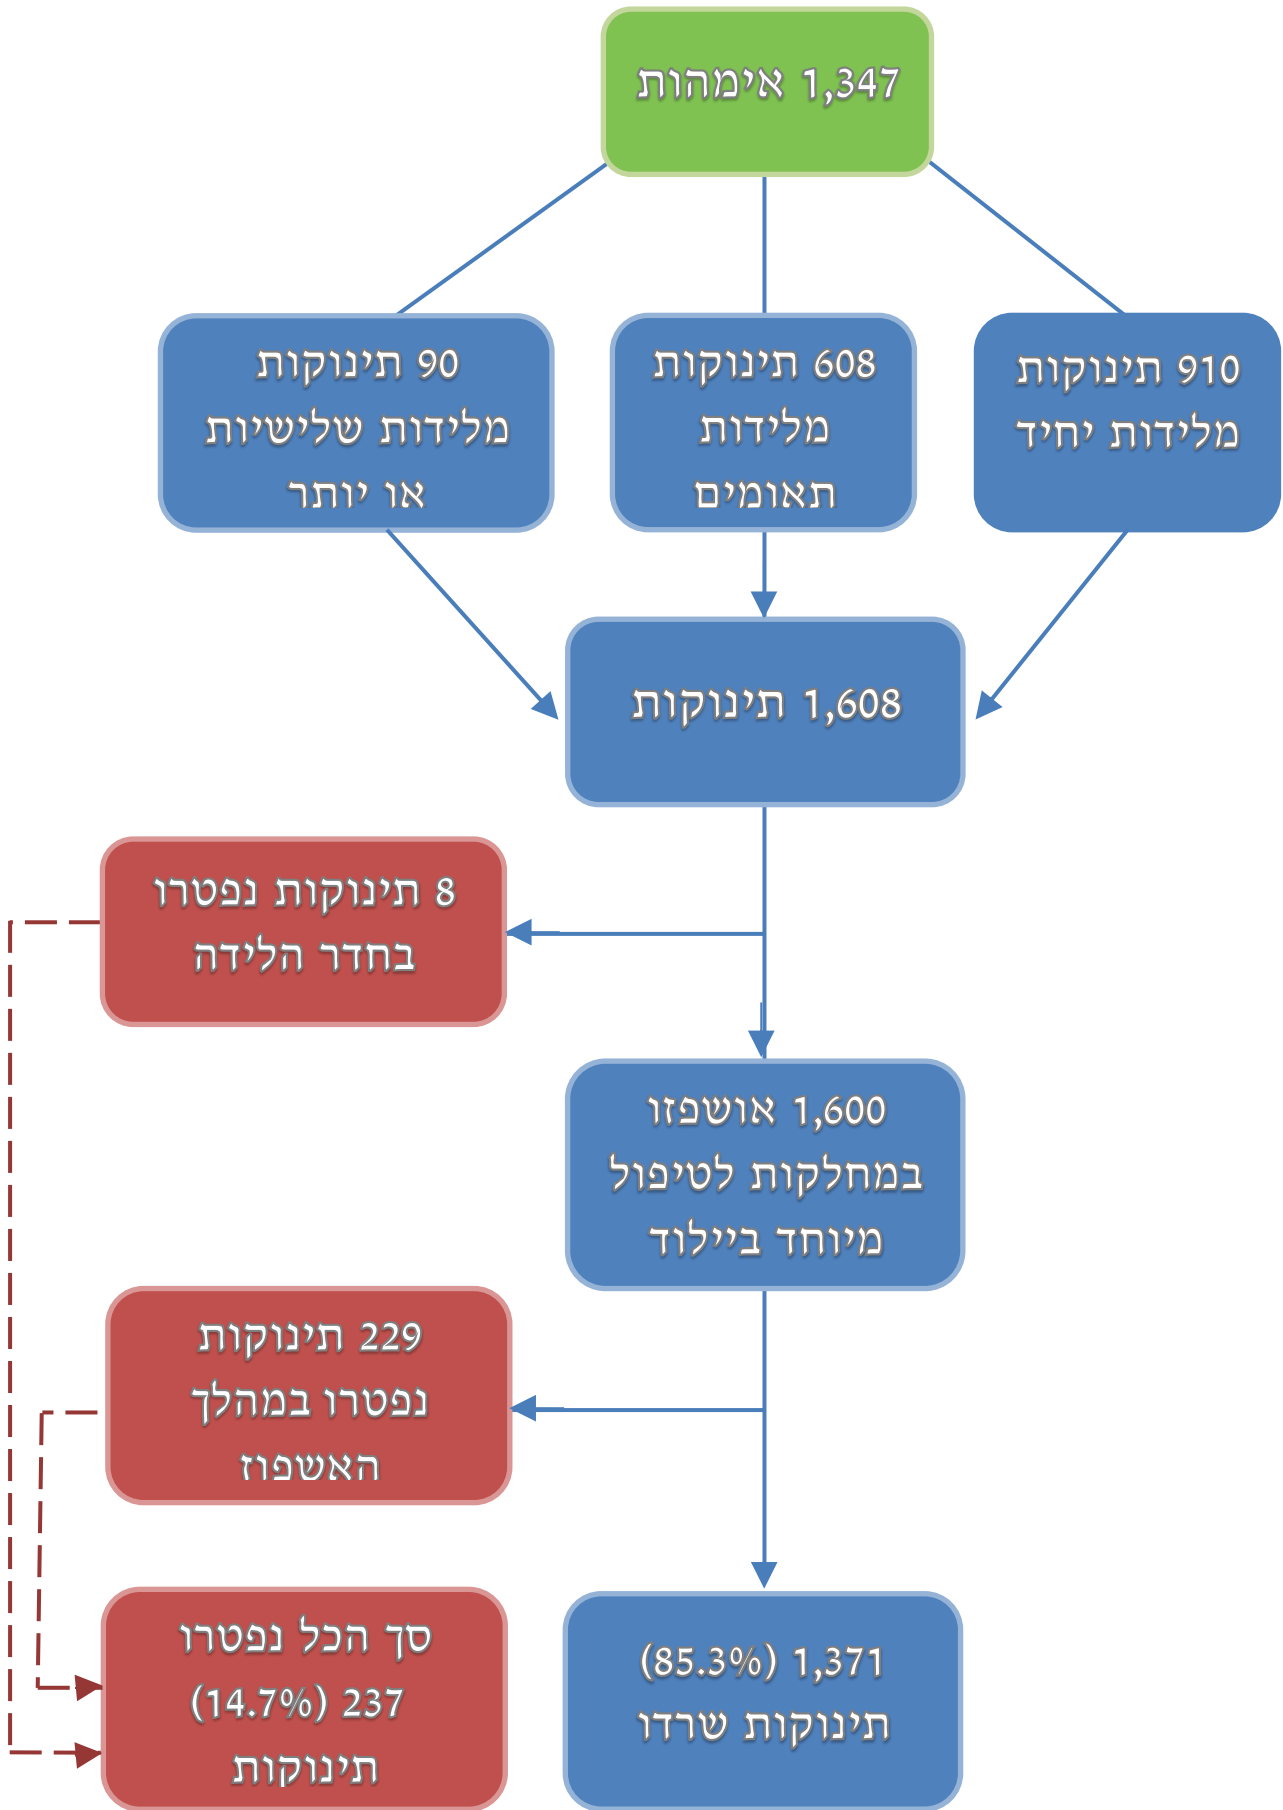 1,347 אימהות
910 תינוקות
מלידות יחיד
608 תינוקות
מלידות
תאומים
90 תינוקות
מלידות שלישיות
או יותר
1,608 תינוקות
8 תינוקות נפטרו
בחדר הלידה
1,600 אושפזו
במחלקות לטיפול
מיוחד ביילוד
229 תינוקות
נפטרו במהלך
האשפוז
1,371 (85.3%)
תינוקות שרדו
סך הכל נפטרו
237 (14.7%)
תינוקות